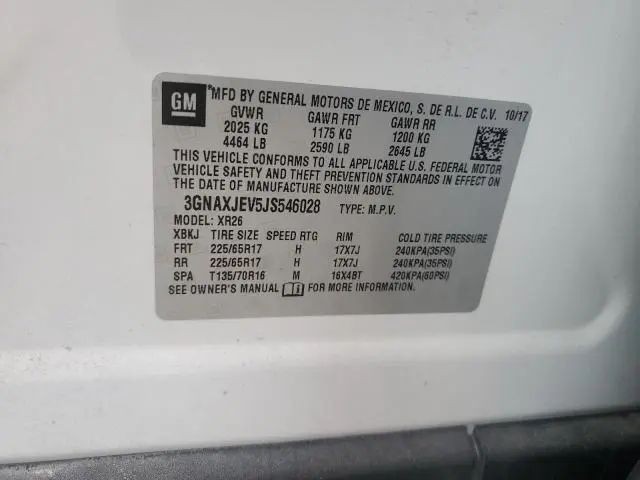 GM
*MFD BY GENERAL MOTORS DE MEXICO, S. DE R.L. DE C.V. 10/17
GVWR GAWR FRT GAWR RR
2025 KG 1175 KG 1200 KG
4464 LB 2590 LB 2645 LB
THIS VEHICLE CONFORMS TO ALL APPLICABLE U.S. FEDERAL MOTOR
VEHICLE SAFETY AND THEFT PREVENTION STANDARDS IN EFFECT ON
THE DATE OF MANUFACTURE SHOWN ABOVE.
3GNAXJEV5JS546028 TYPE: M.P.V.
MODEL: XR26
XBKJ TIRE SIZE SPEED RTG RIM COLD TIRE PRESSURE
FRT 225/65R17 H 17X7J 240KPA(35PSI)
RR 225/65R17 H 17X7J 240KPA(35PSI)
SPA T135/70R16 M 16X4BT 420KPA(60PSI)
SEE OWNER'S MANUAL FOR MORE INFORMATION.